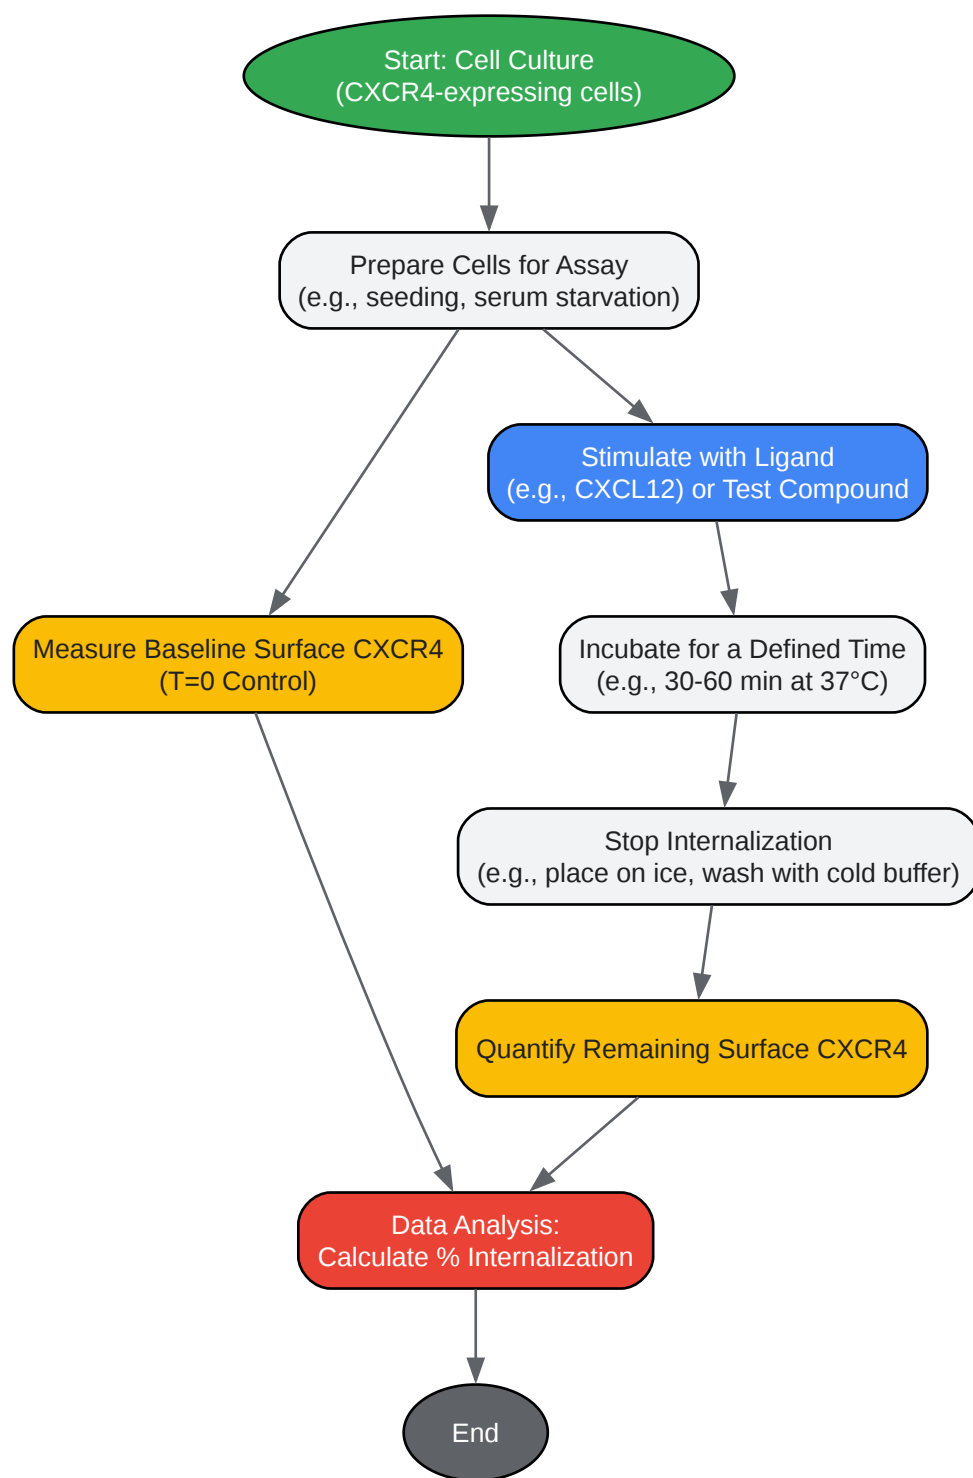 Start: Cell Culture
(CXCR4-expressing cells)
Prepare Cells for Assay
(e.g., seeding, serum starvation)
Stimulate with Ligand
(e.g., CXCL12) or Test Compound
Measure Baseline Surface CXCR4
(T=0 Control)
Incubate for a Defined Time
(e.g., 30-60 min at 37°C)
Stop Internalization
(e.g., place on ice, wash with cold buffer)
Quantify Remaining Surface CXCR4
Data Analysis:
Calculate % Internalization
End